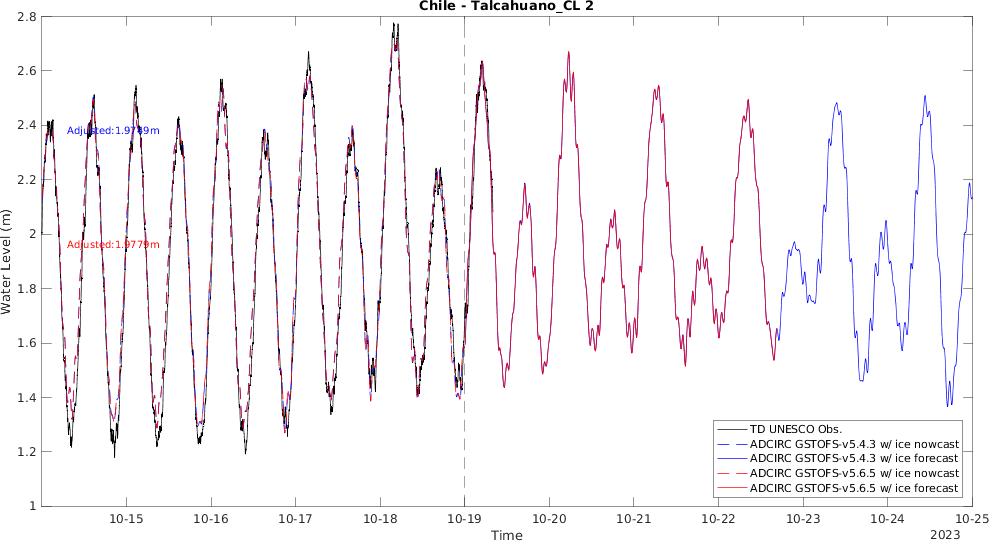 Chile - Talcahuano_CL 2
2.8
2.6
2.4
2.2
2
1.8
1.6
1.4
1.2
1
Water Level (m)
Adjusted:1.9789m
Adjusted:1.9779m
TD UNESCO Obs.
ADCIRC GSTOFS-v5.4.3 w/ ice nowcast
ADCIRC GSTOFS-v5.4.3 w/ ice forecast
ADCIRC GSTOFS-v5.6.5 w/ ice nowcast
ADCIRC GSTOFS-v5.6.5 w/ ice forecast
10-15 10-16 10-17 10-18 10-19 10-20 10-21 10-22 10-23 10-24 10-25
Time
2023